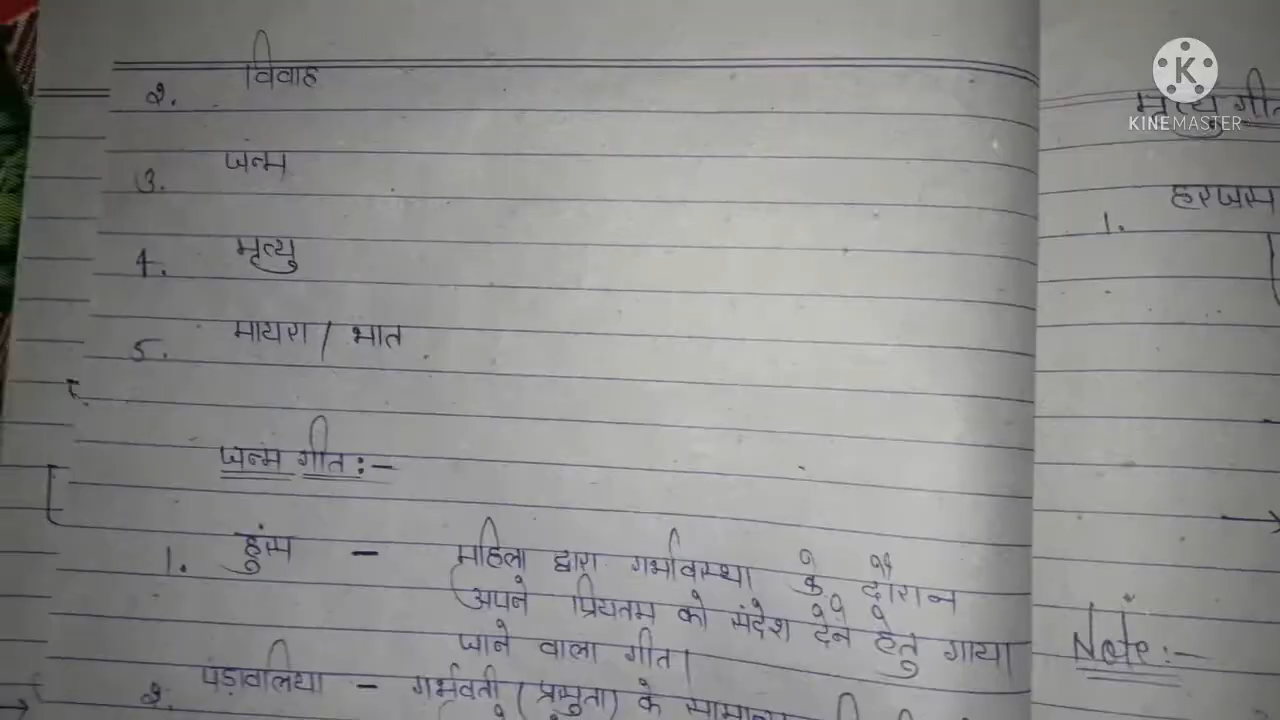 2. विवाह
3. जन्म
4. मृत्यु
5. मायरा / भात
जन्म गीत :-
1. हुंस - महिला द्वारा गर्भावस्था के दौरान
अपने प्रियतम को संदेश देने हेतु गाया
जाने वाला गीत।
2. पड़ावलिया - गर्भवती (प्रसुता) के
मृत्यु गीत
1. हरजस
Note :-
KINEMASTER